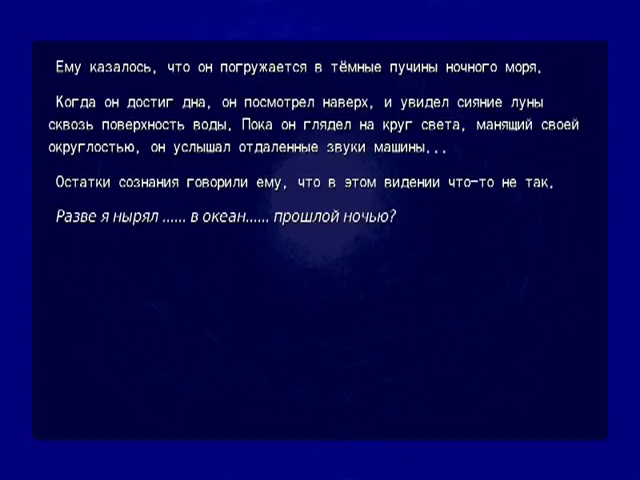 Ему казалось, что он погружается в тёмные пучины ночного моря.
Когда он достиг дна, он посмотрел наверх, и увидел сияние луны
сквозь поверхность воды. Пока он глядел на круг света, манящий своей
округлостью, он услышал отдаленные звуки машины...
Остатки сознания говорили ему, что в этом видении что-то не так.
Разве я нырял ...... в океан...... прошлой ночью?